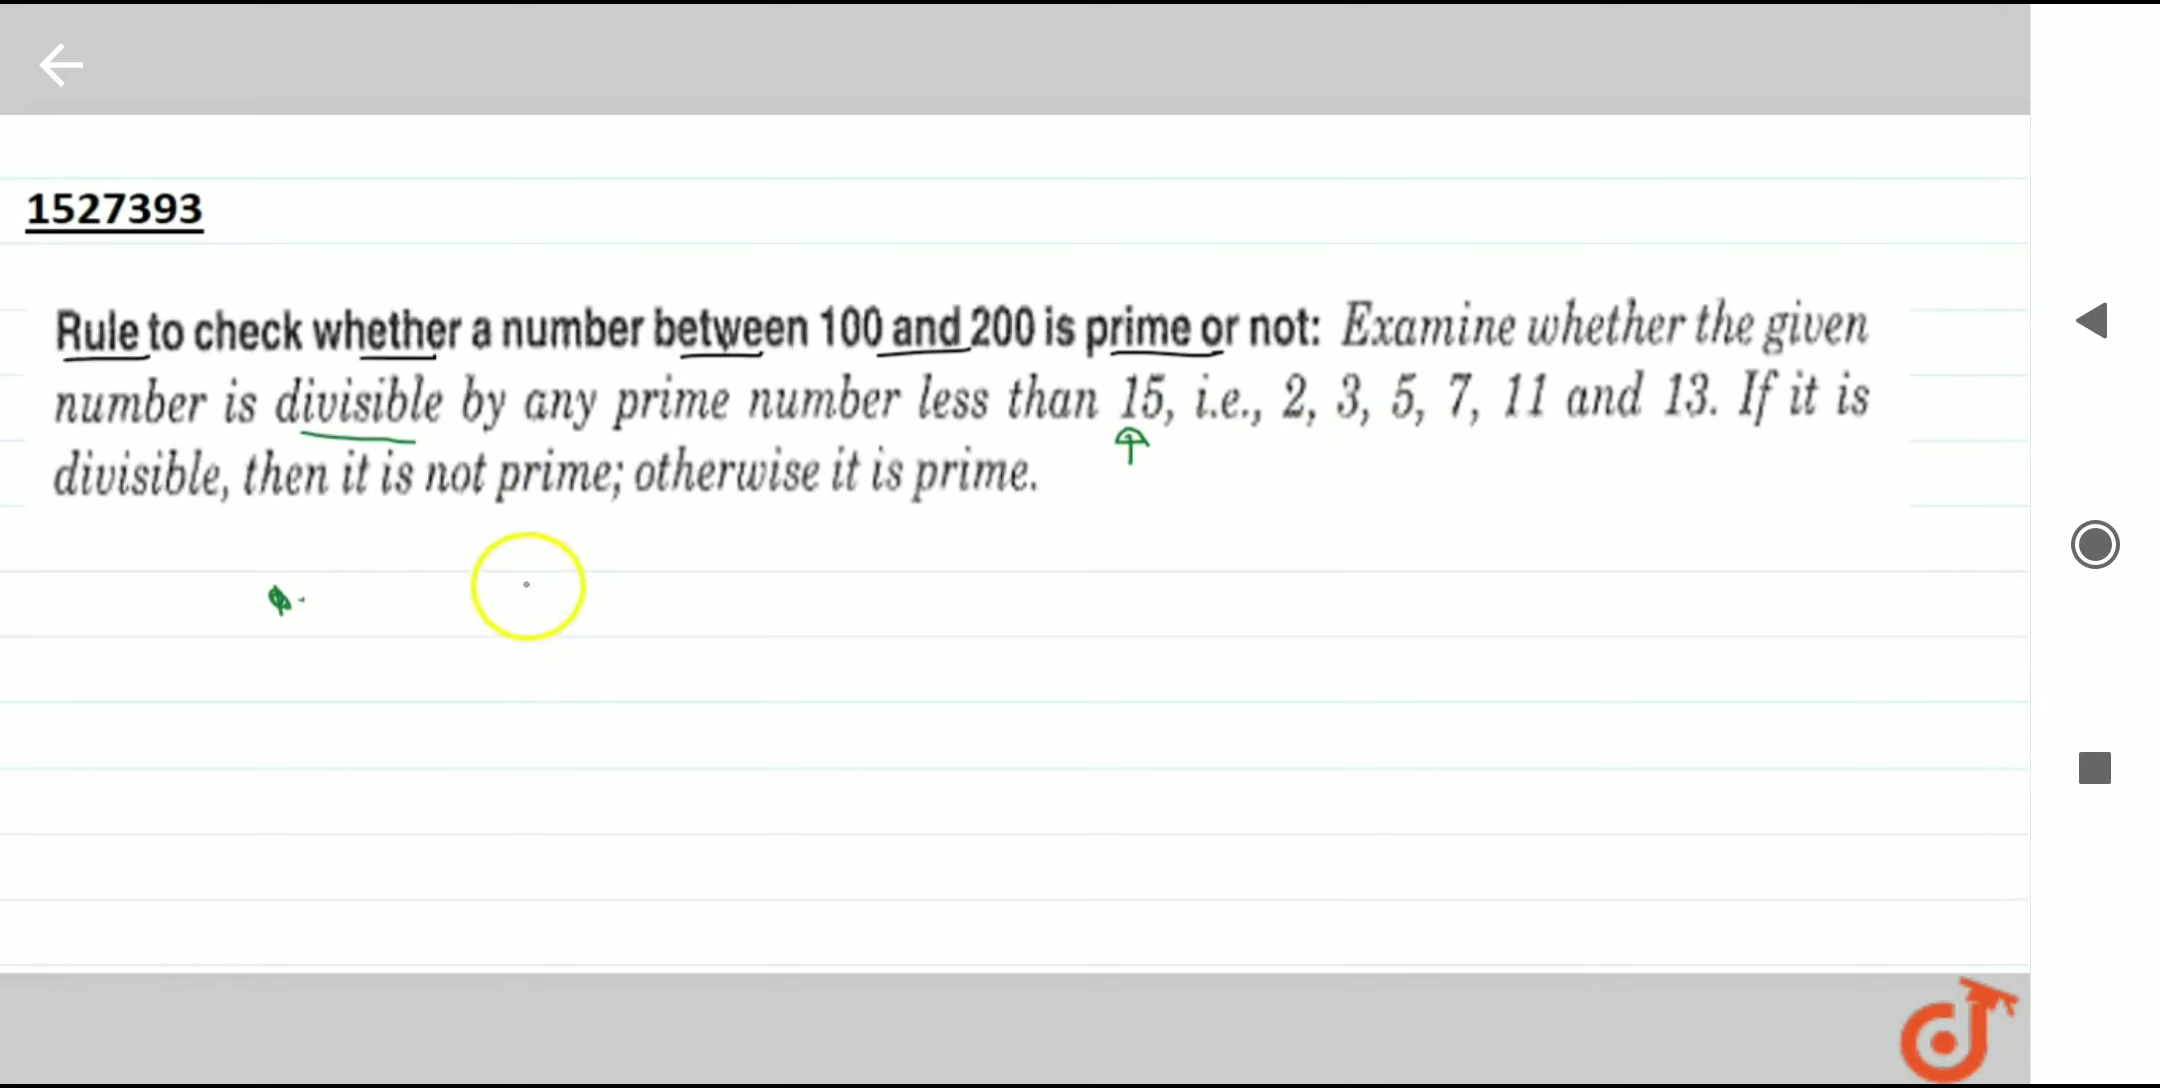 1527393
Rule to check whether a number between 100 and 200 is prime or not: Examine whether the given
number is divisible by any prime number less than 15, i.e., 2, 3, 5, 7, 11 and 13. If it is
divisible, then it is not prime; otherwise it is prime.